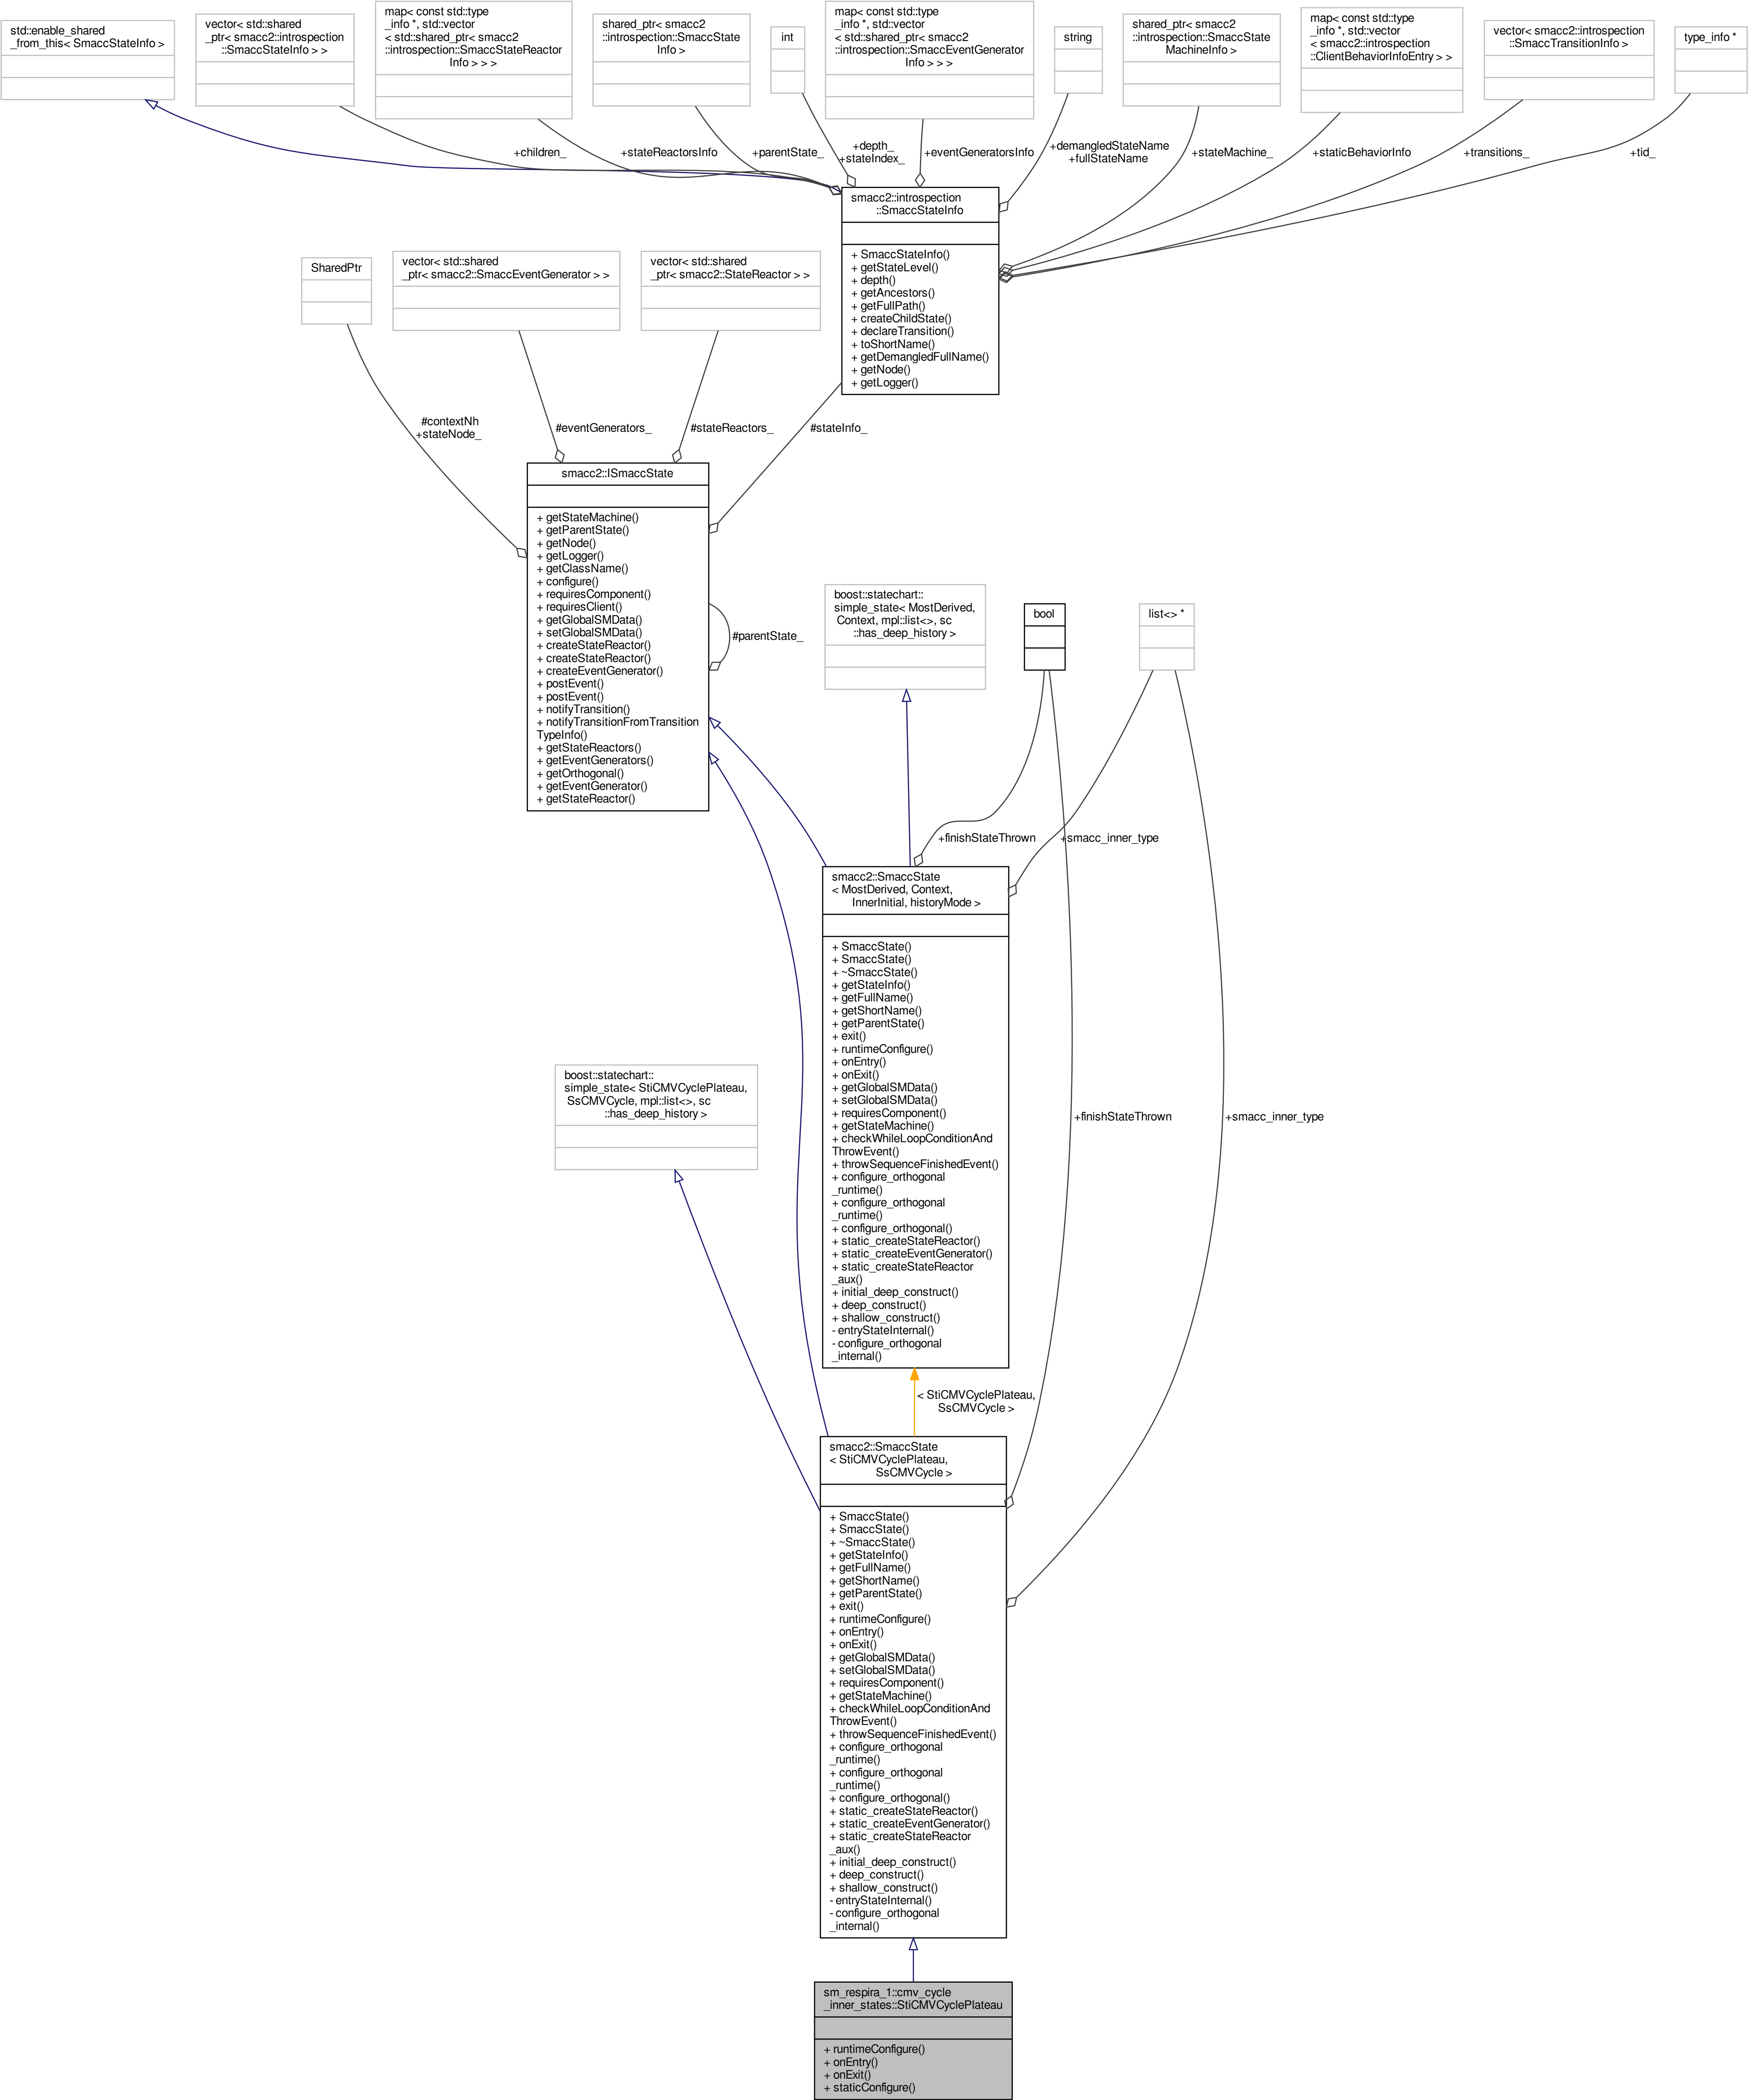 std::enable_shared
_from_this< SmaccStateInfo >
vector< std::shared
_ptr< smacc2::introspection
::SmaccStateInfo > >
map< const std::type
_info *, std::vector
< std::shared_ptr< smacc2
::introspection::SmaccStateReactor
Info > > >
shared_ptr< smacc2
::introspection::SmaccState
Info >
int
map< const std::type
_info *, std::vector
< std::shared_ptr< smacc2
::introspection::SmaccEventGenerator
Info > > >
string
shared_ptr< smacc2
::introspection::SmaccState
MachineInfo >
map< const std::type
_info *, std::vector
< smacc2::introspection
::ClientBehaviorInfoEntry > >
vector< smacc2::introspection
::SmaccTransitionInfo >
type_info *
+children_
+stateReactorsInfo
+parentState_
+depth_
+stateIndex_
+eventGeneratorsInfo
+demangledStateName
+fullStateName
+stateMachine_
+staticBehaviorInfo
+transitions_
+tid_
smacc2::introspection
::SmaccStateInfo
+ SmaccStateInfo()
+ getStateLevel()
+ depth()
+ getAncestors()
+ getFullPath()
+ createChildState()
+ declareTransition()
+ toShortName()
+ getDemangledFullName()
+ getNode()
+ getLogger()
SharedPtr
vector< std::shared
_ptr< smacc2::SmaccEventGenerator > >
vector< std::shared
_ptr< smacc2::StateReactor > >
#contextNh
+stateNode_
#eventGenerators_
#stateReactors_
#stateInfo_
smacc2::ISmaccState
+ getStateMachine()
+ getParentState()
+ getNode()
+ getLogger()
+ getClassName()
+ configure()
+ requiresComponent()
+ requiresClient()
+ getGlobalSMData()
+ setGlobalSMData()
+ createStateReactor()
+ createStateReactor()
+ createEventGenerator()
+ postEvent()
+ postEvent()
+ notifyTransition()
+ notifyTransitionFromTransition
TypeInfo()
+ getStateReactors()
+ getEventGenerators()
+ getOrthogonal()
+ getEventGenerator()
+ getStateReactor()
#parentState_
boost::statechart::
simple_state< MostDerived,
Context, mpl::list<>, sc
::has_deep_history >
bool
list<> *
+finishStateThrown
+smacc_inner_type
smacc2::SmaccState
< MostDerived, Context,
InnerInitial, historyMode >
+ SmaccState()
+ SmaccState()
+ ~SmaccState()
+ getStateInfo()
+ getFullName()
+ getShortName()
+ getParentState()
+ exit()
+ runtimeConfigure()
+ onEntry()
+ onExit()
+ getGlobalSMData()
+ setGlobalSMData()
+ requiresComponent()
+ getStateMachine()
+ checkWhileLoopConditionAnd
ThrowEvent()
+ throwSequenceFinishedEvent()
+ configure_orthogonal
_runtime()
+ configure_orthogonal
_runtime()
+ configure_orthogonal()
+ static_createStateReactor()
+ static_createEventGenerator()
+ static_createStateReactor
_aux()
+ initial_deep_construct()
+ deep_construct()
+ shallow_construct()
- entryStateInternal()
- configure_orthogonal
_internal()
boost::statechart::
simple_state< StiCMVCyclePlateau,
SsCMVCycle, mpl::list<>, sc
::has_deep_history >
+finishStateThrown
+smacc_inner_type
< StiCMVCyclePlateau,
SsCMVCycle >
smacc2::SmaccState
< StiCMVCyclePlateau,
SsCMVCycle >
+ SmaccState()
+ SmaccState()
+ ~SmaccState()
+ getStateInfo()
+ getFullName()
+ getShortName()
+ getParentState()
+ exit()
+ runtimeConfigure()
+ onEntry()
+ onExit()
+ getGlobalSMData()
+ setGlobalSMData()
+ requiresComponent()
+ getStateMachine()
+ checkWhileLoopConditionAnd
ThrowEvent()
+ throwSequenceFinishedEvent()
+ configure_orthogonal
_runtime()
+ configure_orthogonal
_runtime()
+ configure_orthogonal()
+ static_createStateReactor()
+ static_createEventGenerator()
+ static_createStateReactor
_aux()
+ initial_deep_construct()
+ deep_construct()
+ shallow_construct()
- entryStateInternal()
- configure_orthogonal
_internal()
sm_respira_1::cmv_cycle
_inner_states::StiCMVCyclePlateau
+ runtimeConfigure()
+ onEntry()
+ onExit()
+ staticConfigure()